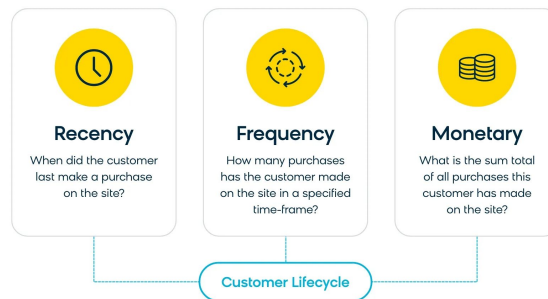 Recency
When did the customer
last make a purchase
on the site?
Frequency
How many purchases
has the customer made
on the site in a specified
time-frame?
Monetary
What is the sum total
of all purchases this
customer has made
on the site?
Customer Lifecycle